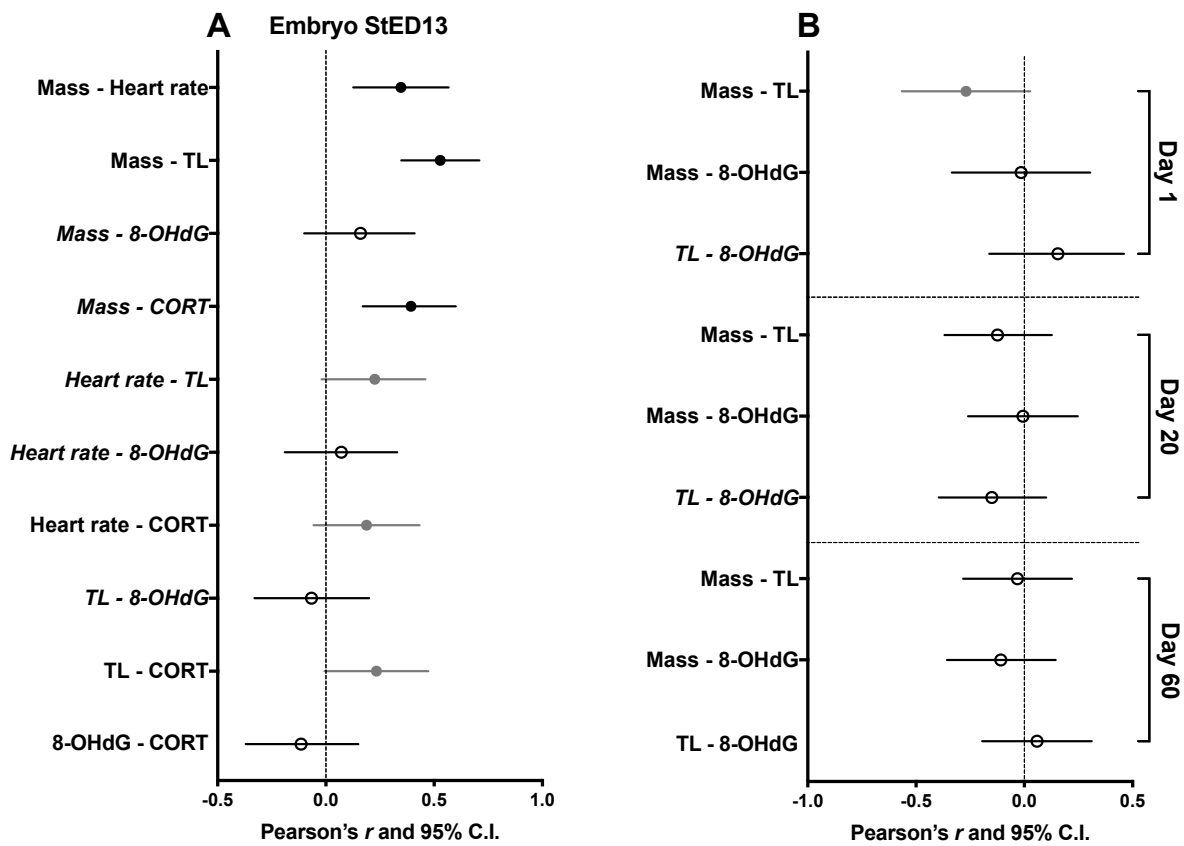 A
Embryo StED13
Mass - Heart rate
Mass - TL
Mass - 8-OHdG
Mass - CORT
Heart rate - TL
Heart rate - 8-OHdG
Heart rate - CORT
TL - 8-OHdG
TL - CORT
8-OHdG - CORT
-0.5 0.0 0.5 1.0
Pearson's r and 95% C.I.
B
Mass - TL
Mass - 8-OHdG
TL - 8-OHdG
Day 1
Mass - TL
Mass - 8-OHdG
TL - 8-OHdG
Day 20
Mass - TL
Mass - 8-OHdG
TL - 8-OHdG
Day 60
-1.0 -0.5 0.0 0.5
Pearson's r and 95% C.I.